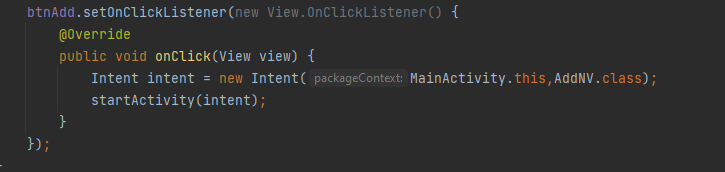 btnAdd.setOnClickListener(new View.OnClickListener() {
    @Override
    public void onClick(View view) {
        Intent intent = new Intent( packageContext: MainActivity.this,AddNV.class);
        startActivity(intent);
    }
});